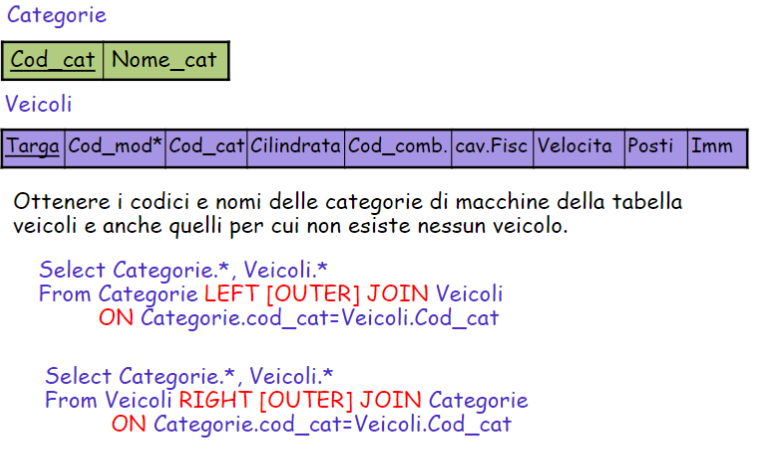 Categorie
Cod_cat Nome_cat
Veicoli
Targa Cod_mod* Cod_cat Cilindrata Cod_comb. cav.Fisc Velocita Posti Imm
Ottenere i codici e nomi delle categorie di macchine della tabella
veicoli e anche quelli per cui non esiste nessun veicolo.
Select Categorie.*, Veicoli.*
From Categorie LEFT [OUTER] JOIN Veicoli
ON Categorie.cod_cat=Veicoli.Cod_cat
Select Categorie.*, Veicoli.*
From Veicoli RIGHT [OUTER] JOIN Categorie
ON Categorie.cod_cat=Veicoli.Cod_cat